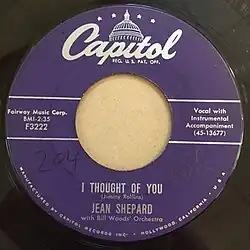 Capitol
REG. U.S. PAT. OFF.
Fairway Music Corp.
BMI-2:35
F3222
Vocal with
Instrumental
Accompaniment
(45-13677)
204
I THOUGHT OF YOU
(Jimmy Rollins)
JEAN SHEPARD
with Bill Woods' Orchestra
MANUFACTURED BY CAPITOL RECORDS INC. • HOLLYWOOD, CALIFORNIA • U.S.A.